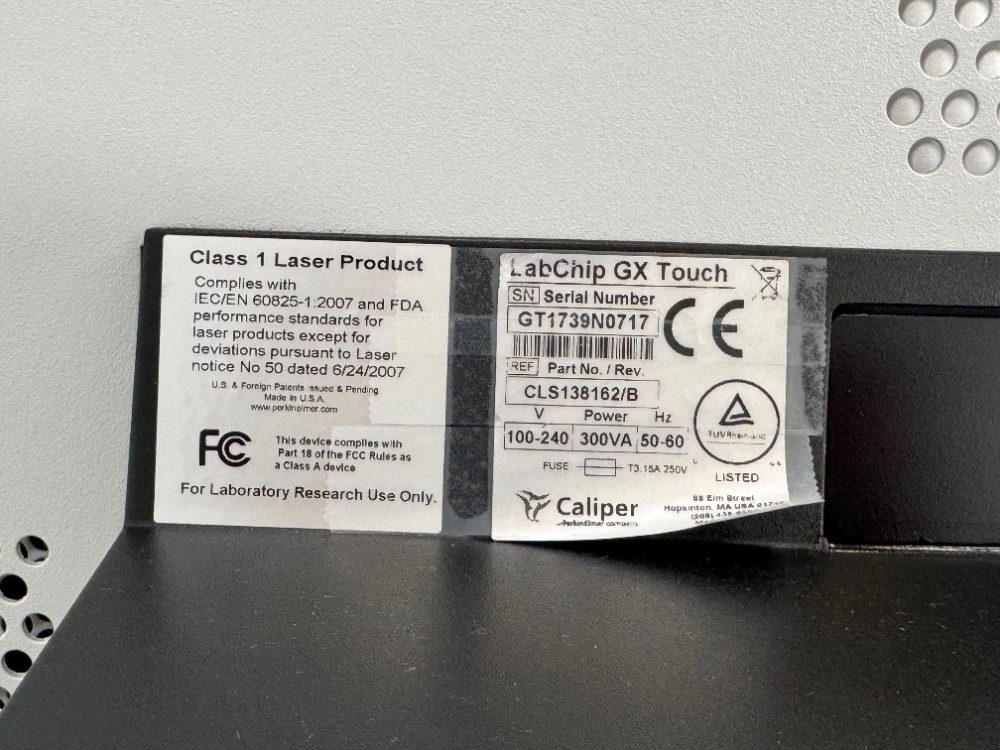 Class 1 Laser Product
Complies with
IEC/EN 60825-1:2007 and FDA
performance standards for
laser products except for
deviations pursuant to Laser
notice No 50 dated 6/24/2007
U.S. & Foreign Patents Issued & Pending
Made in U.S.A.
www.perkinelmer.com
FC
This device complies with
Part 18 of the FCC Rules as
a Class A device
For Laboratory Research Use Only.
LabChip GX Touch
SN Serial Number
GT1739N0717
CE
REF Part No. / Rev.
CLS138162/B
V Power Hz
100-240 300VA 50-60
FUSE T3.15A 250V
TUVRheinland
LISTED
Caliper
a PerkinElmer company
Elm Street
Hopkinton, MA USA